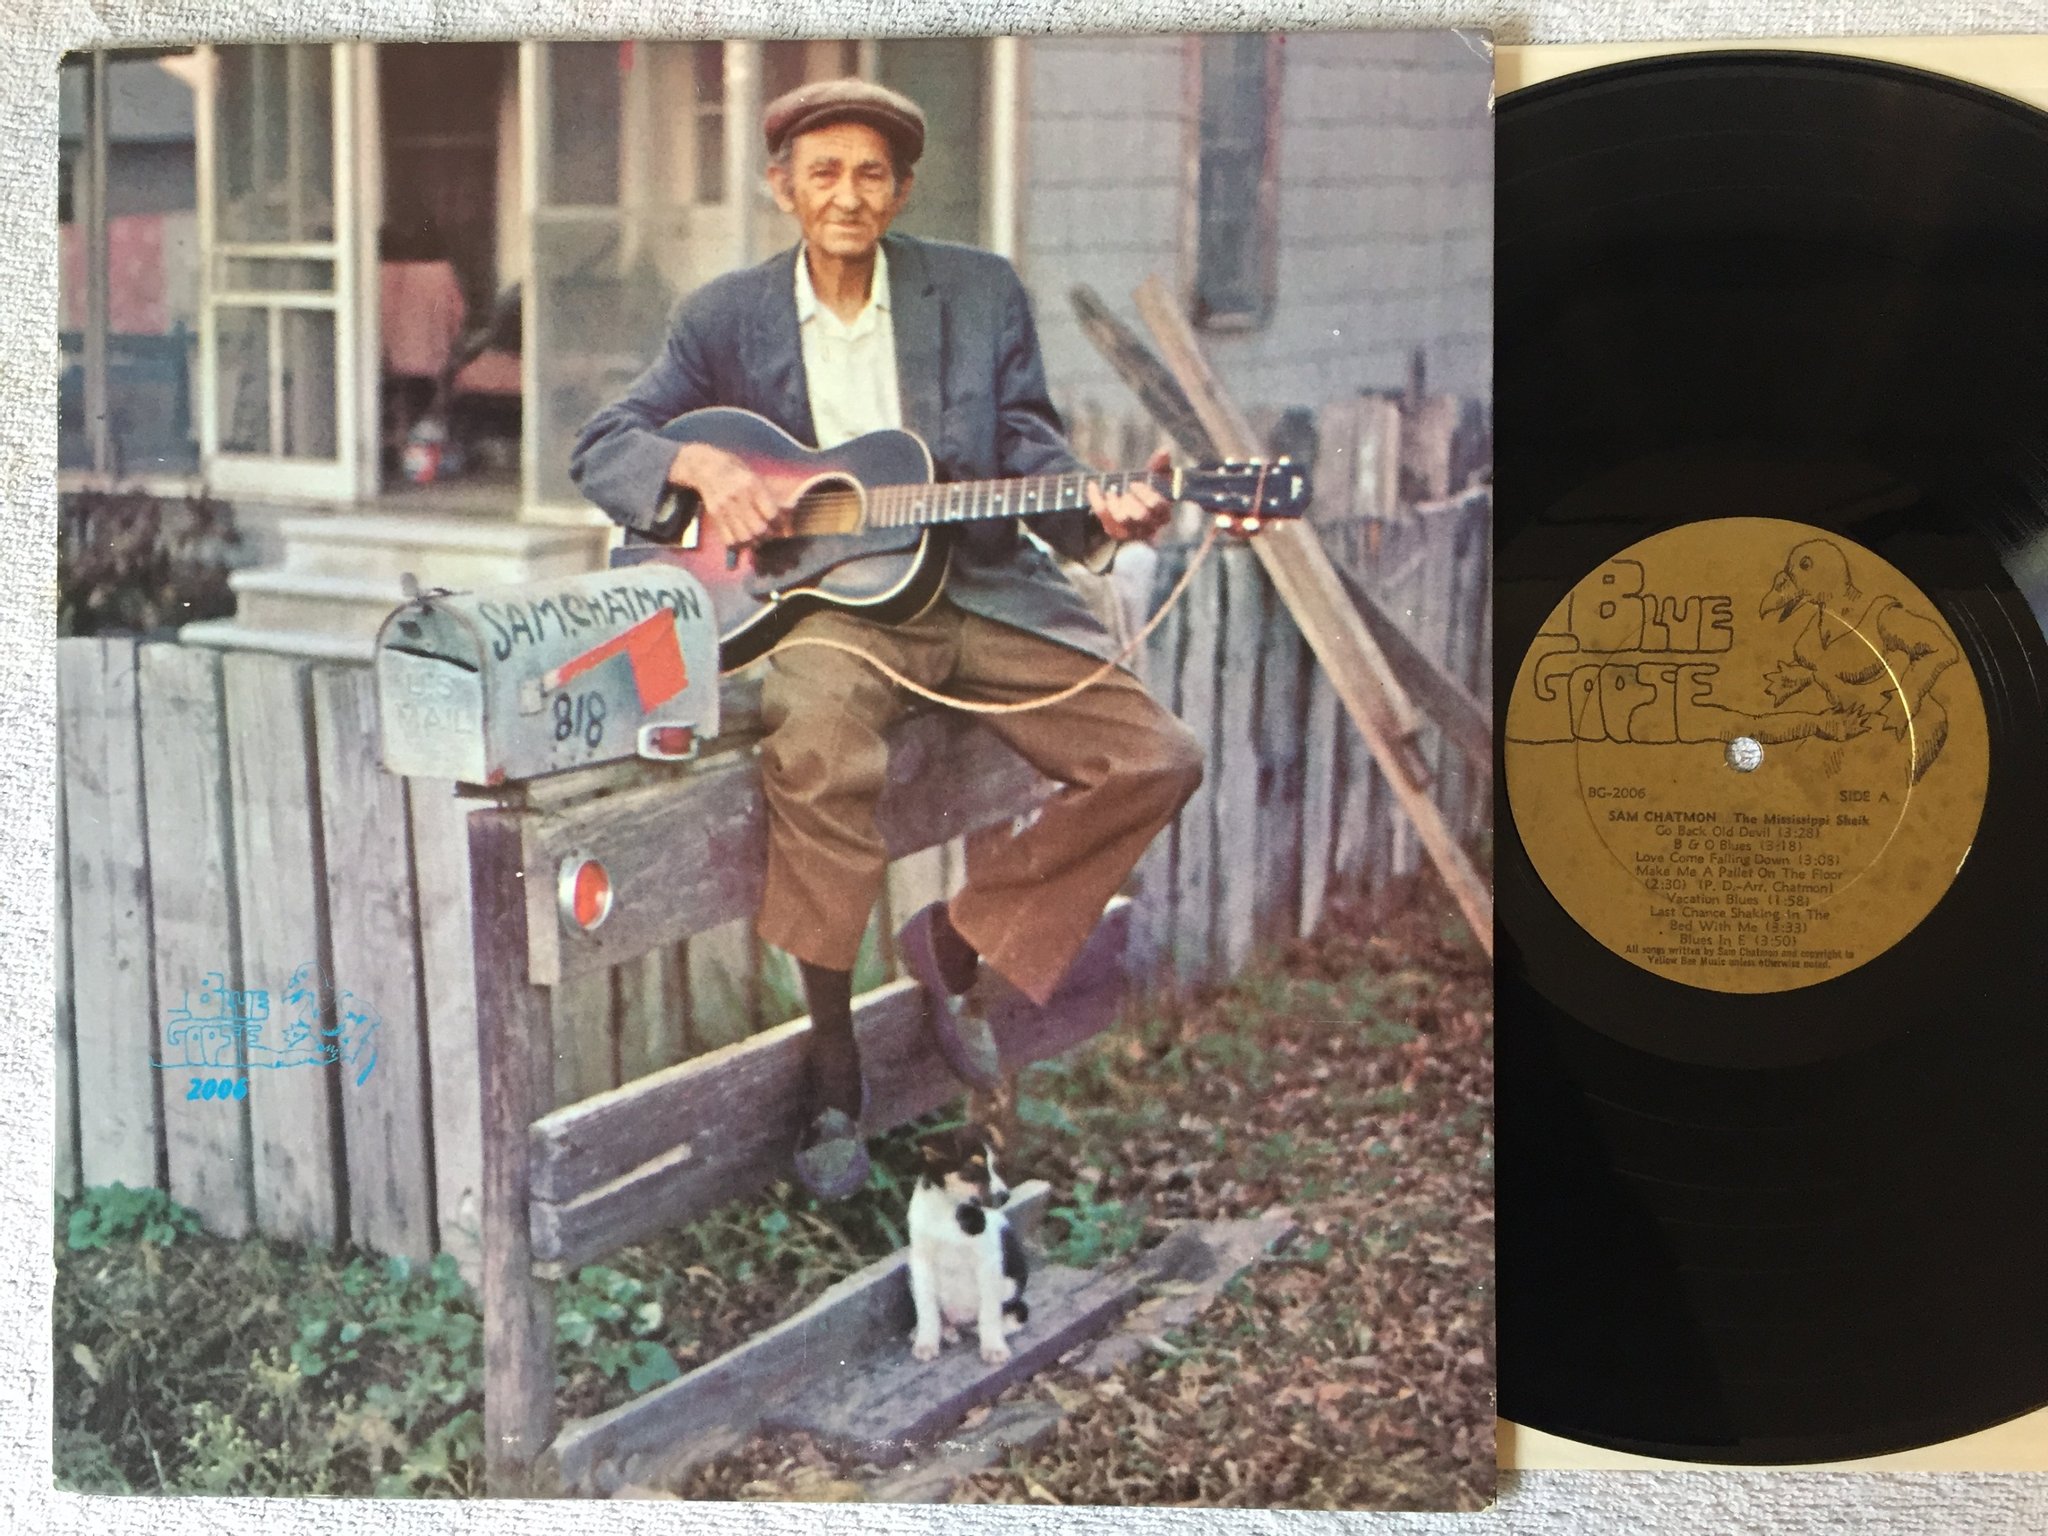 SAM.CHATMON
818
U.S.
MAIL
BLUE
GOOSE
2006
BLUE
GOOSE
BG-2006 SIDE A
SAM CHATMON The Mississippi Sheik
Go Back Old Devil (3:28)
B & O Blues (3:18)
Love Come Falling Down (3:08)
Make Me A Pallet On The Floor
(2:30) (P. D.-Arr. Chatmon)
Vacation Blues (1:58)
Last Chance Shaking In The
Bed With Me (3:33)
Blues In E (3:50)
All songs written by Sam Chatmon and copyright to
Yellow Bee Music unless otherwise noted.